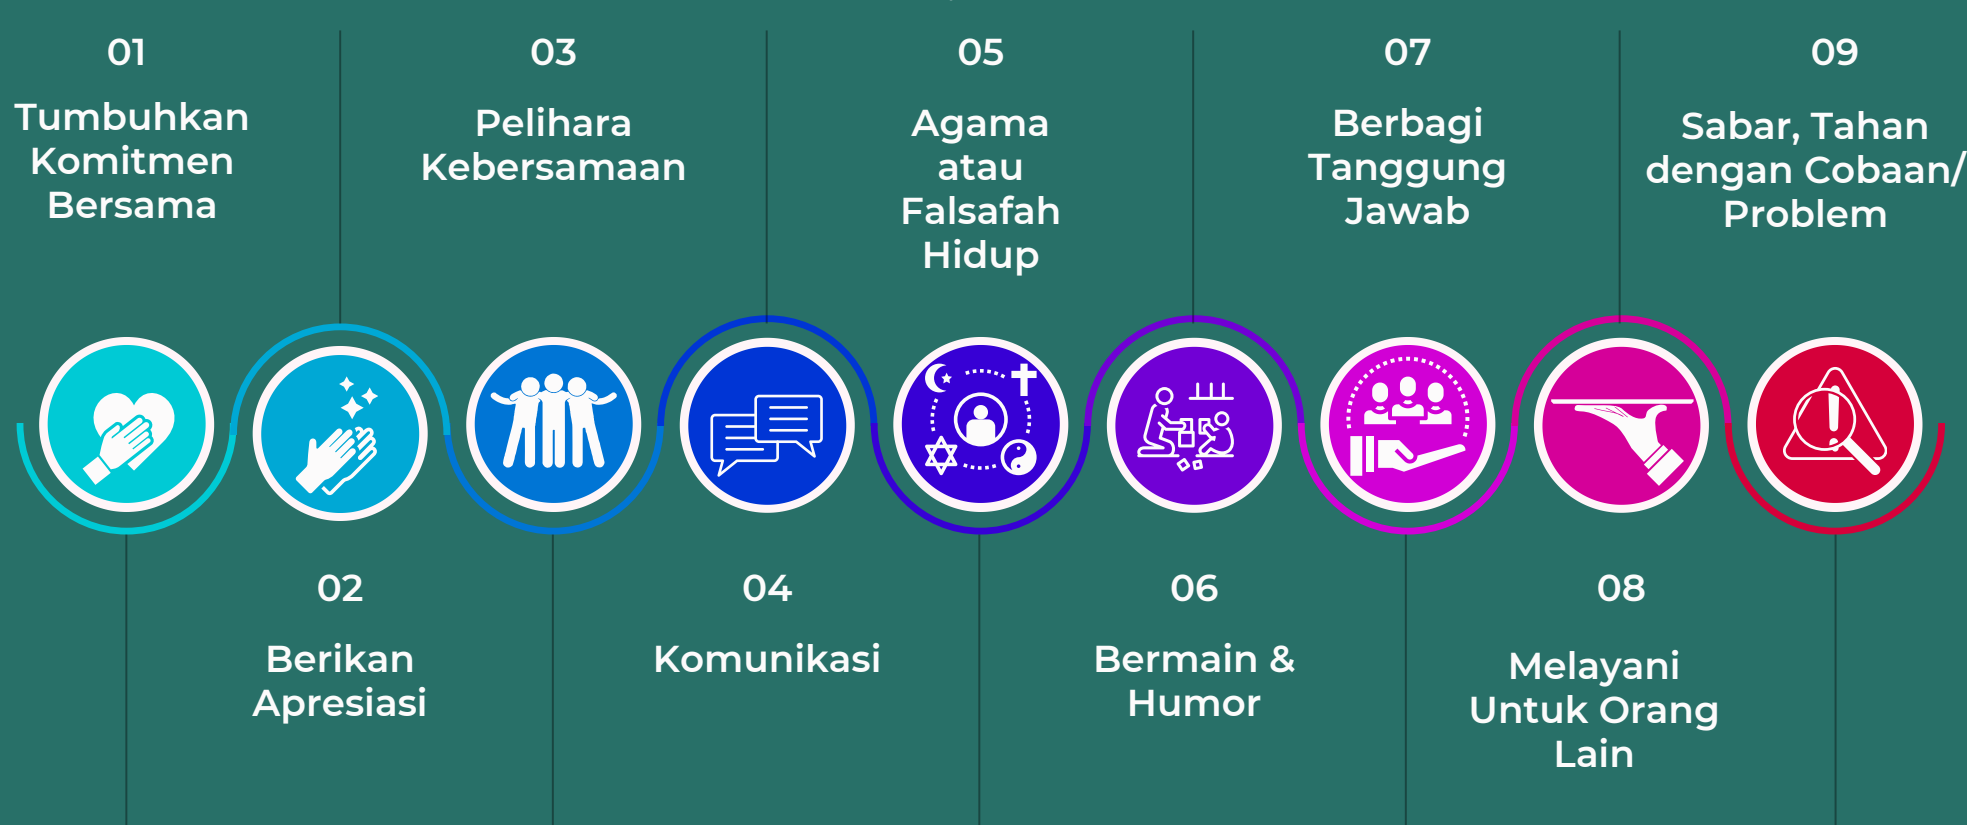 01
Tumbuhkan
Komitmen
Bersama
02
Berikan
Apresiasi
03
Pelihara
Kebersamaan
04
Komunikasi
05
Agama
atau
Falsafah
Hidup
06
Bermain &
Humor
07
Berbagi
Tanggung
Jawab
08
Melayani
Untuk Orang
Lain
09
Sabar, Tahan
dengan Cobaan/
Problem